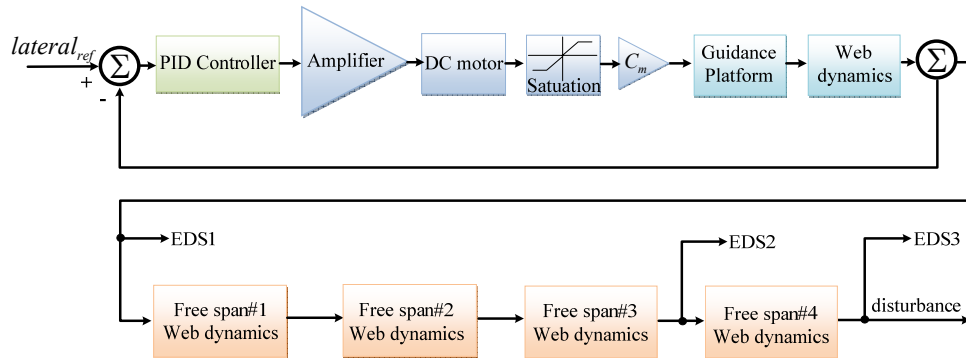 lateral_ref
+
-
Σ
PID Controller
Amplifier
DC motor
Satuation
C_m
Guidance
Platform
Web
dynamics
Σ
EDS1
EDS2
EDS3
Free span#1
Web dynamics
Free span#2
Web dynamics
Free span#3
Web dynamics
Free span#4
Web dynamics
disturbance